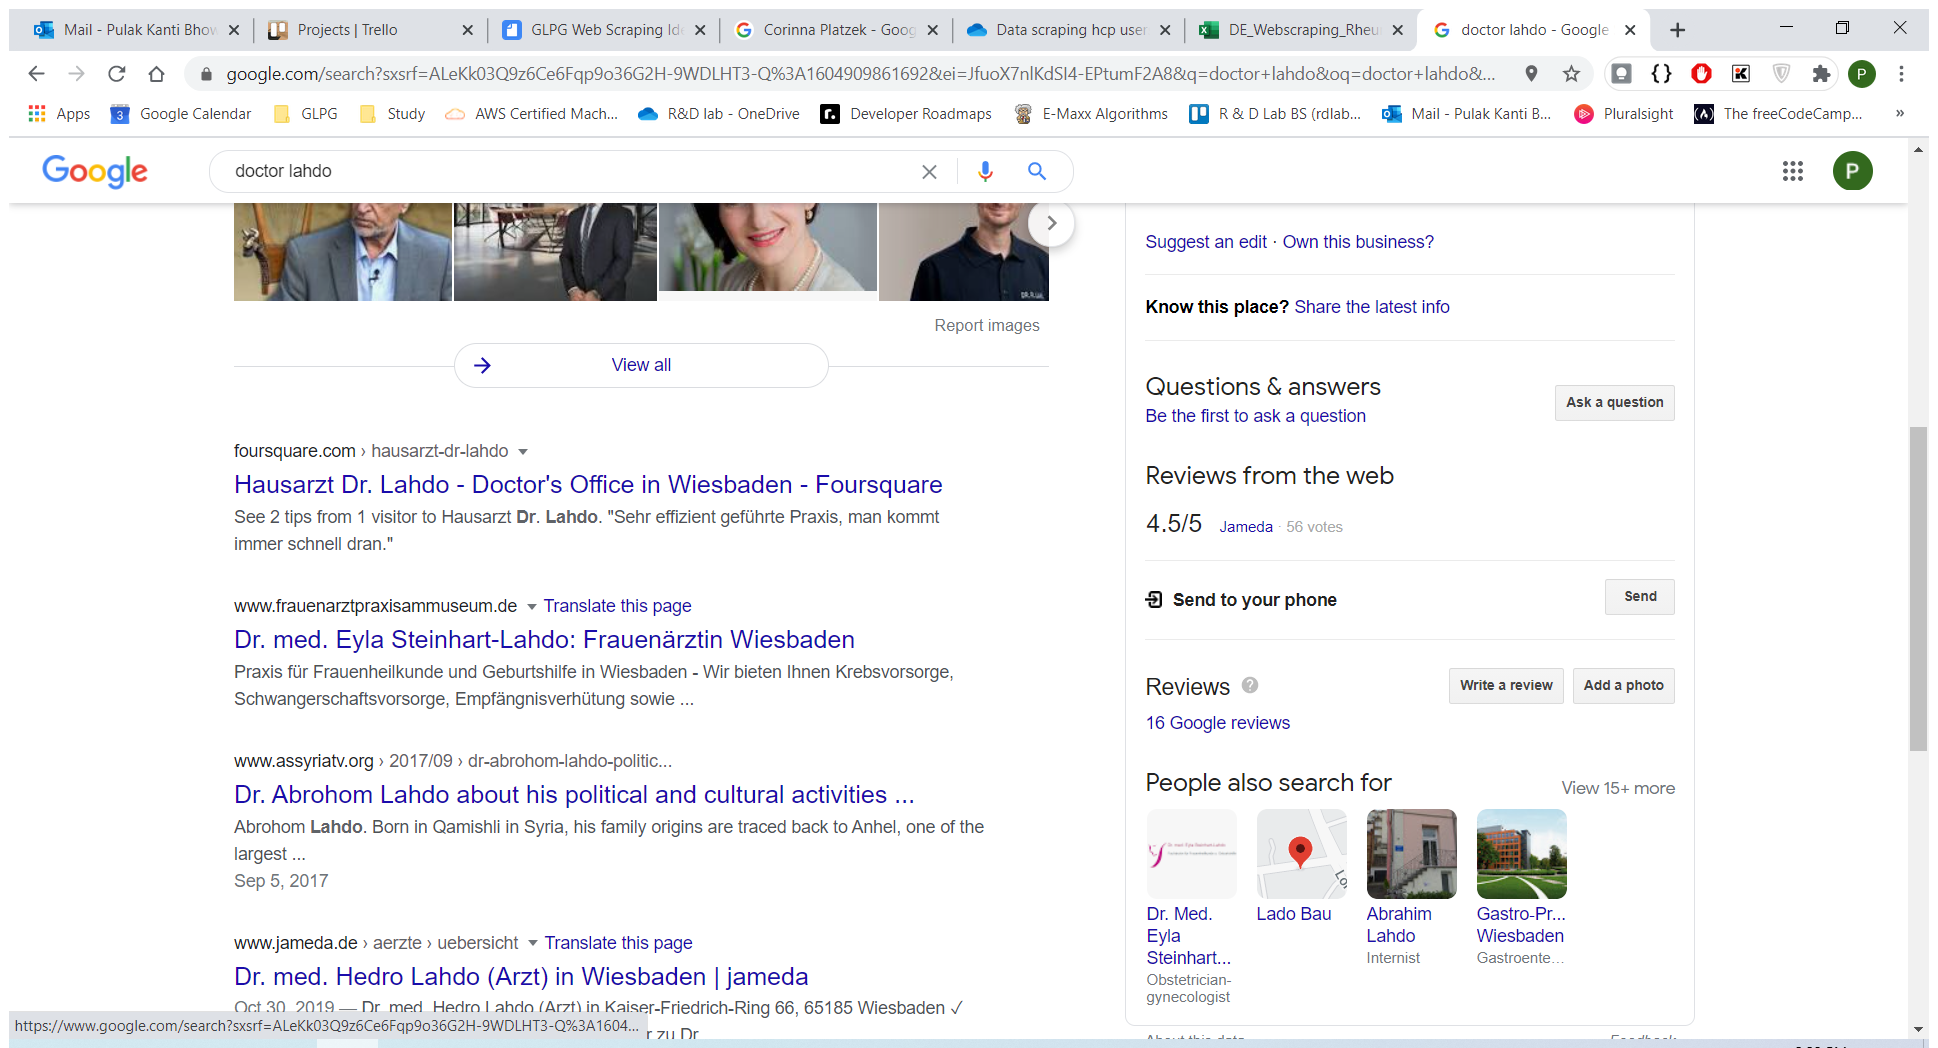 Mail - Pulak Kanti Bhow
Projects | Trello
GLPG Web Scraping Ide
Corinna Platzek - Goog
Data scraping hcp user
DE_Webscraping_Rheu
doctor lahdo - Google
google.com/search?sxsrf=ALeKk03Q9z6Ce6Fqp9o36G2H-9WDLHT3-Q%3A1604909861692&ei=JfuoX7nlKdSI4-EPtumF2A8&q=doctor+lahdo&oq=doctor+lahdo&...
P
Apps
3
Google Calendar
GLPG
Study
AWS Certified Mach...
R&D lab - OneDrive
r.
Developer Roadmaps
E-Maxx Algorithms
R & D Lab BS (rdlab...
Mail - Pulak Kanti B...
Pluralsight
The freeCodeCamp...
»
Google
doctor lahdo
P
Report images
View all
foursquare.com › hausarzt-dr-lahdo
Hausarzt Dr. Lahdo - Doctor's Office in Wiesbaden - Foursquare
See 2 tips from 1 visitor to Hausarzt Dr. Lahdo. "Sehr effizient geführte Praxis, man kommt
immer schnell dran."
www.frauenarztpraxisammuseum.de Translate this page
Dr. med. Eyla Steinhart-Lahdo: Frauenärztin Wiesbaden
Praxis für Frauenheilkunde und Geburtshilfe in Wiesbaden - Wir bieten Ihnen Krebsvorsorge,
Schwangerschaftsvorsorge, Empfängnisverhütung sowie ...
www.assyriatv.org › 2017/09 › dr-abrohom-lahdo-politic...
Dr. Abrohom Lahdo about his political and cultural activities ...
Abrohom Lahdo. Born in Qamishli in Syria, his family origins are traced back to Anhel, one of the
largest ...
Sep 5, 2017
www.jameda.de › aerzte › uebersicht Translate this page
Dr. med. Hedro Lahdo (Arzt) in Wiesbaden | jameda
Oct 30, 2019 — Dr. med. Hedro Lahdo (Arzt) in Kaiser-Friedrich-Ring 66, 65185 Wiesbaden ✓
zu Dr
https://www.google.com/search?sxsrf=ALeKk03Q9z6Ce6Fqp9o36G2H-9WDLHT3-Q%3A1604...
Suggest an edit · Own this business?
Know this place? Share the latest info
Questions & answers
Be the first to ask a question
Ask a question
Reviews from the web
4.5/5 Jameda · 56 votes
Send to your phone
Send
Reviews
Write a review
Add a photo
16 Google reviews
People also search for
View 15+ more
Dr. Med.
Eyla
Steinhart...
Obstetrician-
gynecologist
Lado Bau
Abrahim
Lahdo
Internist
Gastro-Pr...
Wiesbaden
Gastroente...
About this data
Feedback